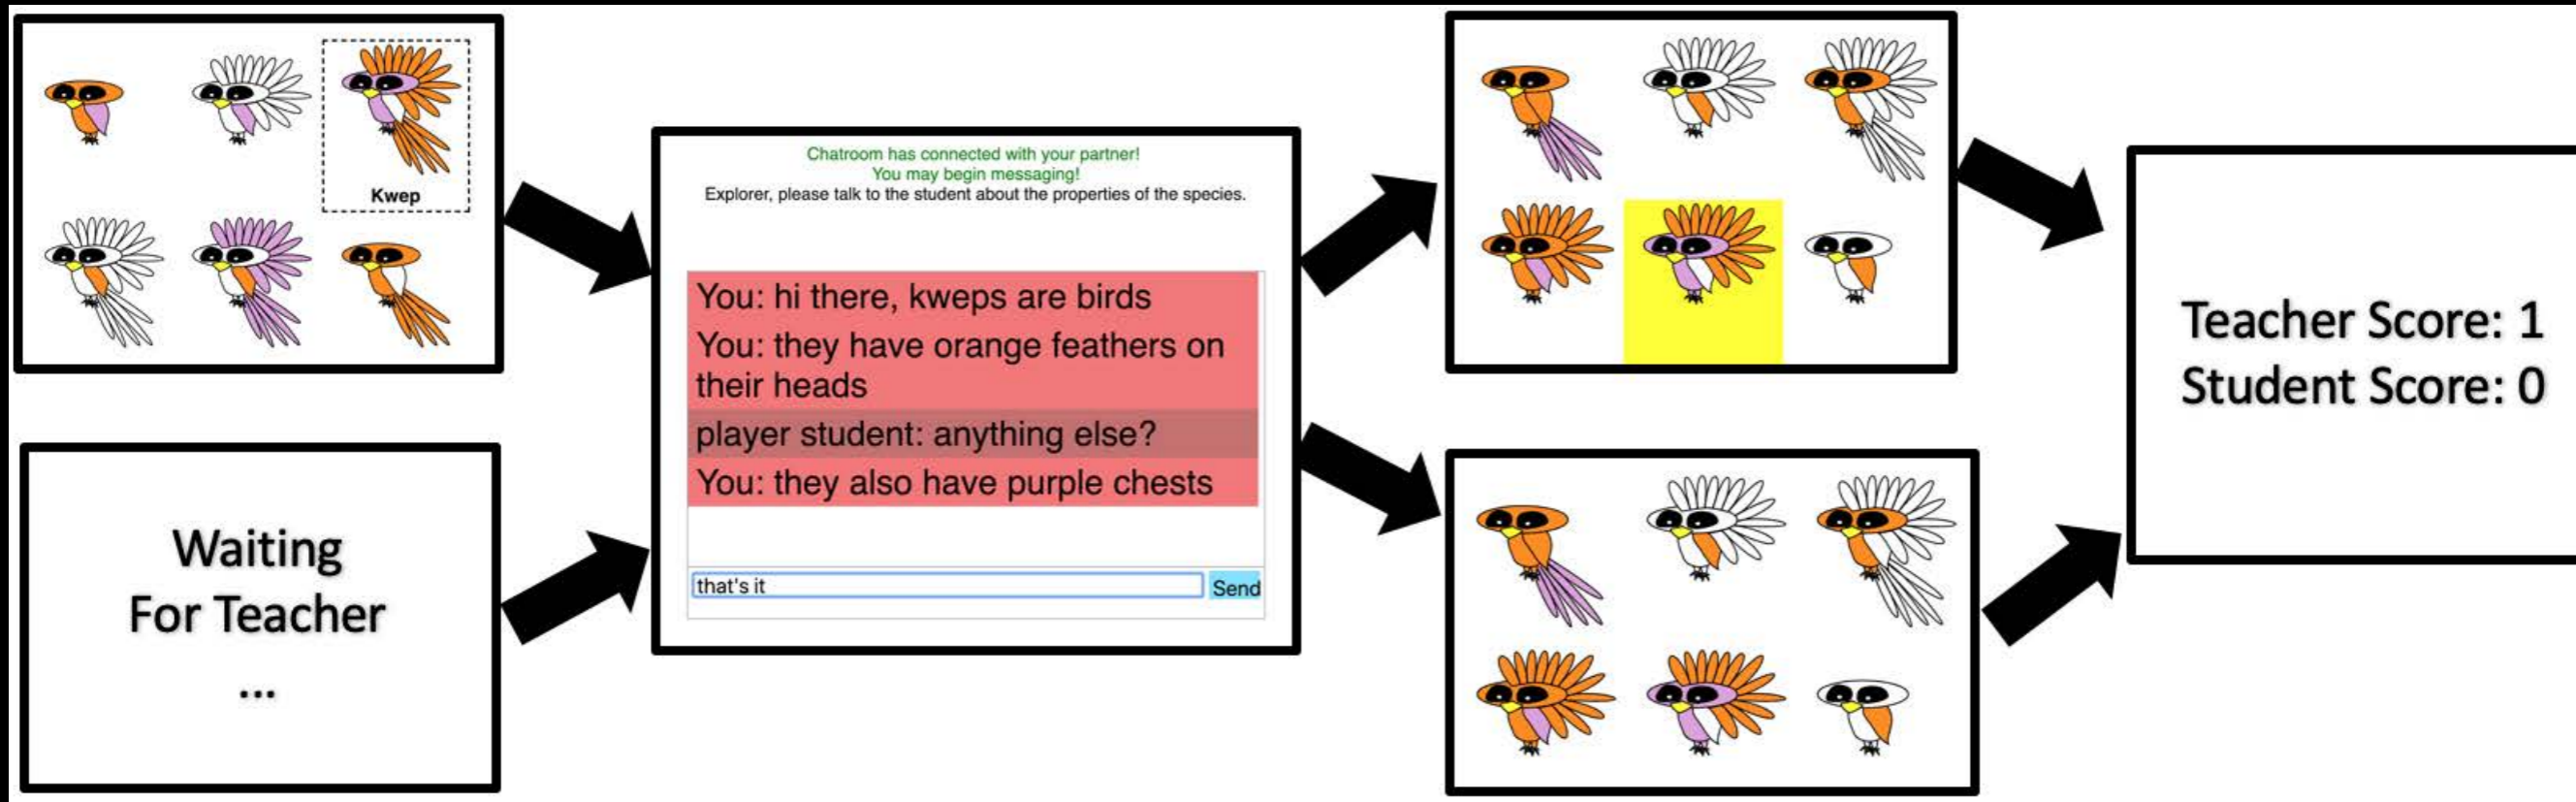 Kwep
Waiting
For Teacher
...
Chatroom has connected with your partner!
You may begin messaging!
Explorer, please talk to the student about the properties of the species.
You: hi there, kweps are birds
You: they have orange feathers on
their heads
player student: anything else?
You: they also have purple chests
that's it
Send
Teacher Score: 1
Student Score: 0